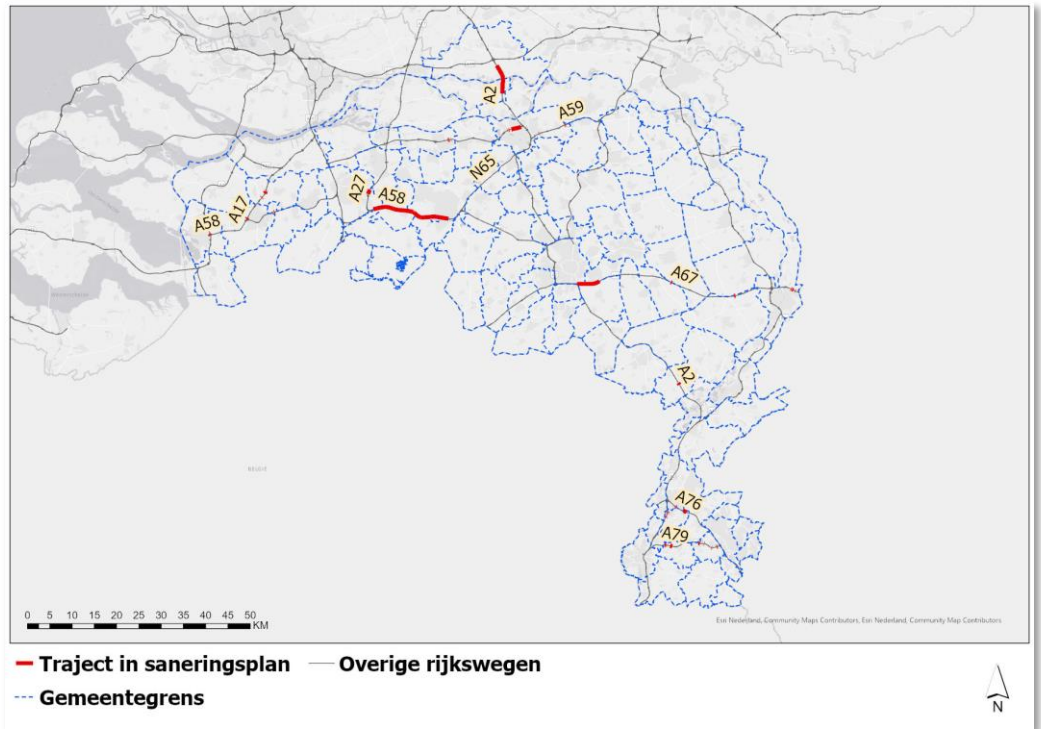 A2
A59
N65
A27
A58
A17
A58
A67
A2
A76
A79
BELGIË
0 5 10 15 20 25 30 35 40 45 50
KM
Esri Nederland, Community Maps Contributors, Esri Nederland, Community Map Contributors
Traject in saneringsplan Overige rijkswegen
Gemeentegrens
N